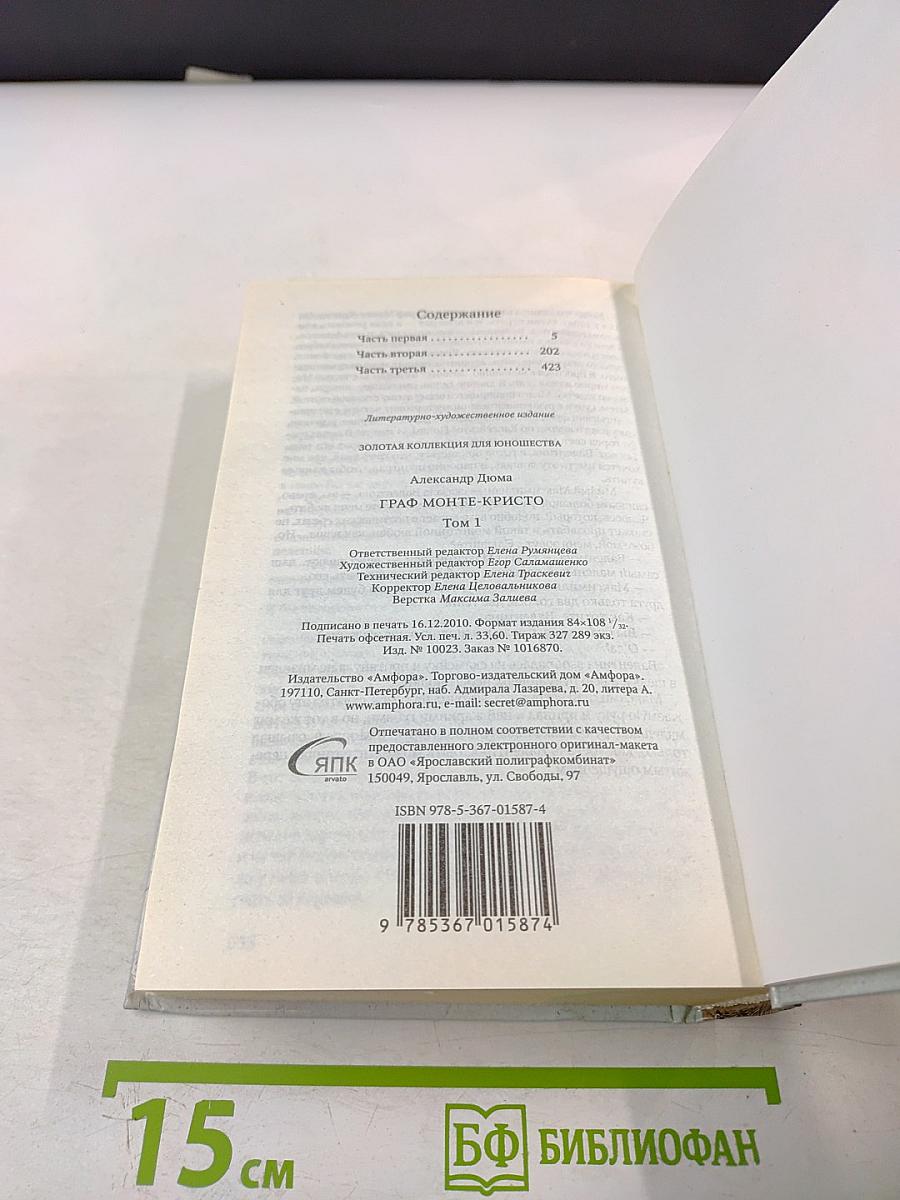 Содержание
Часть первая . . . . . . . . . . . . . . . . . 5
Часть вторая . . . . . . . . . . . . . . . . . 202
Часть третья . . . . . . . . . . . . . . . . . 423
Литературно-художественное издание
ЗОЛОТАЯ КОЛЛЕКЦИЯ ДЛЯ ЮНОШЕСТВА
Александр Дюма
ГРАФ МОНТЕ-КРИСТО
Том 1
Ответственный редактор Елена Румянцева
Художественный редактор Егор Саламашенко
Технический редактор Елена Траскевич
Корректор Елена Целовальникова
Верстка Максима Залиева
Подписано в печать 16.12.2010. Формат издания 84×108 1/32.
Печать офсетная. Усл. печ. л. 33,60. Тираж 327 289 экз.
Изд. № 10023. Заказ № 1016870.
Издательство «Амфора». Торгово-издательский дом «Амфора».
197110, Санкт-Петербург, наб. Адмирала Лазарева, д. 20, литера А.
www.amphora.ru, e-mail: secret@amphora.ru
ЯПК
arvato
Отпечатано в полном соответствии с качеством
предоставленного электронного оригинал-макета
в ОАО «Ярославский полиграфкомбинат»
150049, Ярославль, ул. Свободы, 97
ISBN 978-5-367-01587-4
9 785367 015874
15 см
БФ БИБЛИОФАН